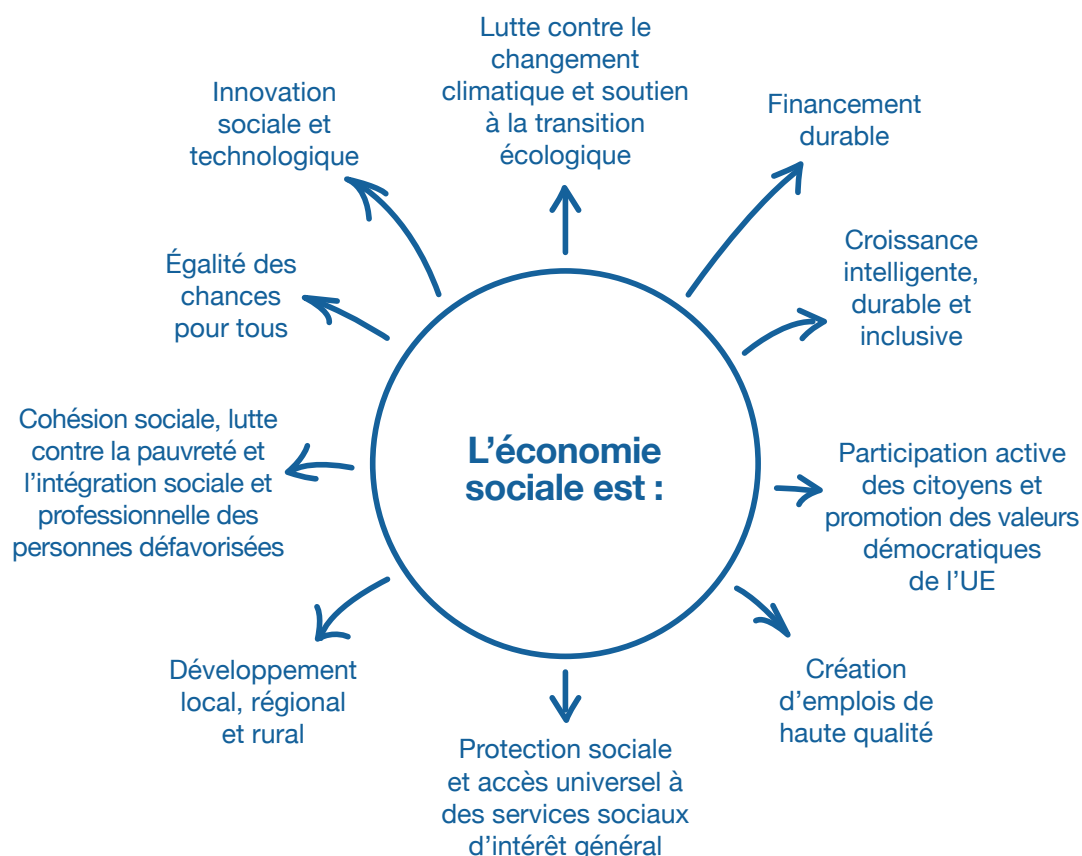 Lutte contre le
changement
climatique et soutien
à la transition
écologique
Financement
durable
Croissance
intelligente,
durable et
inclusive
Participation active
des citoyens et
promotion des valeurs
démocratiques
de l’UE
Création
d’emplois de
haute qualité
Protection sociale
et accès universel à
des services sociaux
d’intérêt général
Développement
local, régional
et rural
Cohésion sociale, lutte
contre la pauvreté et
l’intégration sociale et
professionnelle des
personnes défavorisées
Égalité des
chances
pour tous
Innovation
sociale et
technologique
L’économie
sociale est :